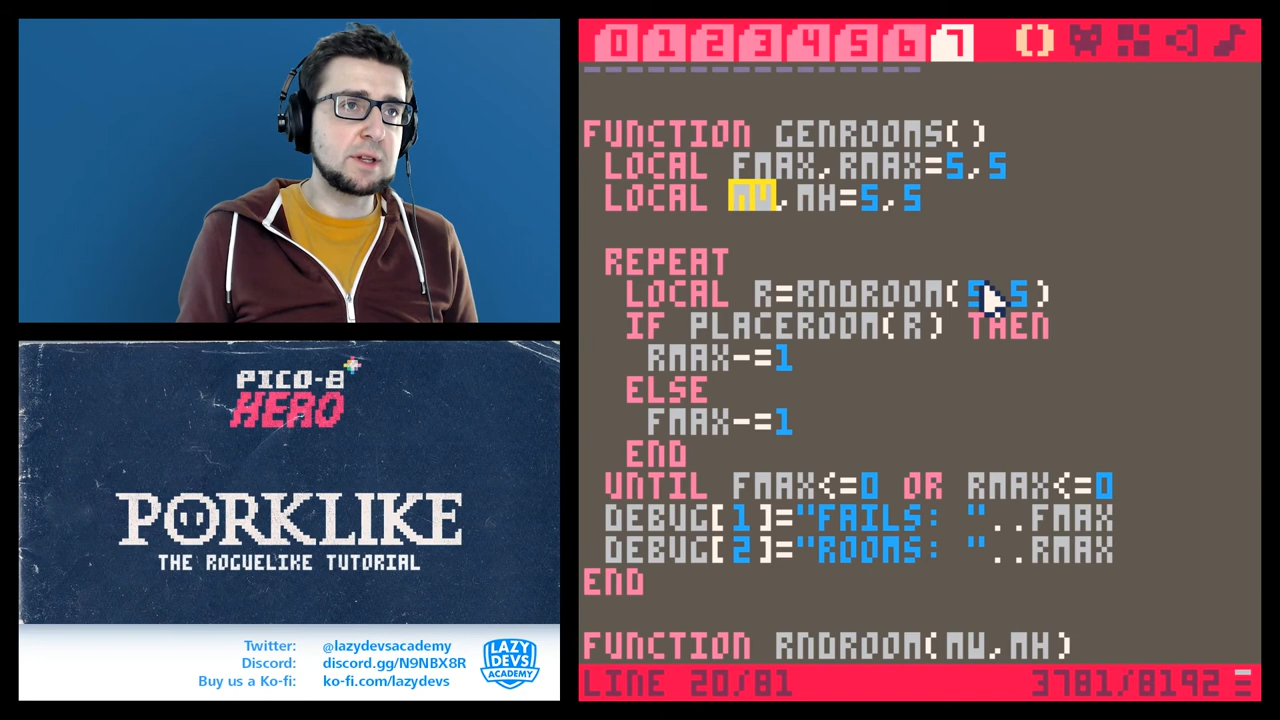 0 1 2 3 4 5 6 7
FUNCTION GENROOMS()
LOCAL FMAX,RMAX=5,5
LOCAL MW,MH=5,5
REPEAT
LOCAL R=RNDROOM(5,5)
IF PLACEROOM(R) THEN
RMAX-=1
ELSE
FMAX-=1
END
UNTIL FMAX<=0 OR RMAX<=0
DEBUG[1]="FAILS: "..FMAX
DEBUG[2]="ROOMS: "..RMAX
END
FUNCTION RNDROOM(MW,MH)
LINE 20/81 3781/8192
PICO-8
HERO
PORKLIKE
THE ROGUELIKE TUTORIAL
Twitter: @lazydevsacademy
Discord: discord.gg/N9NBX8R
Buy us a Ko-fi: ko-fi.com/lazydevs
LAZY
DEVS
ACADEMY